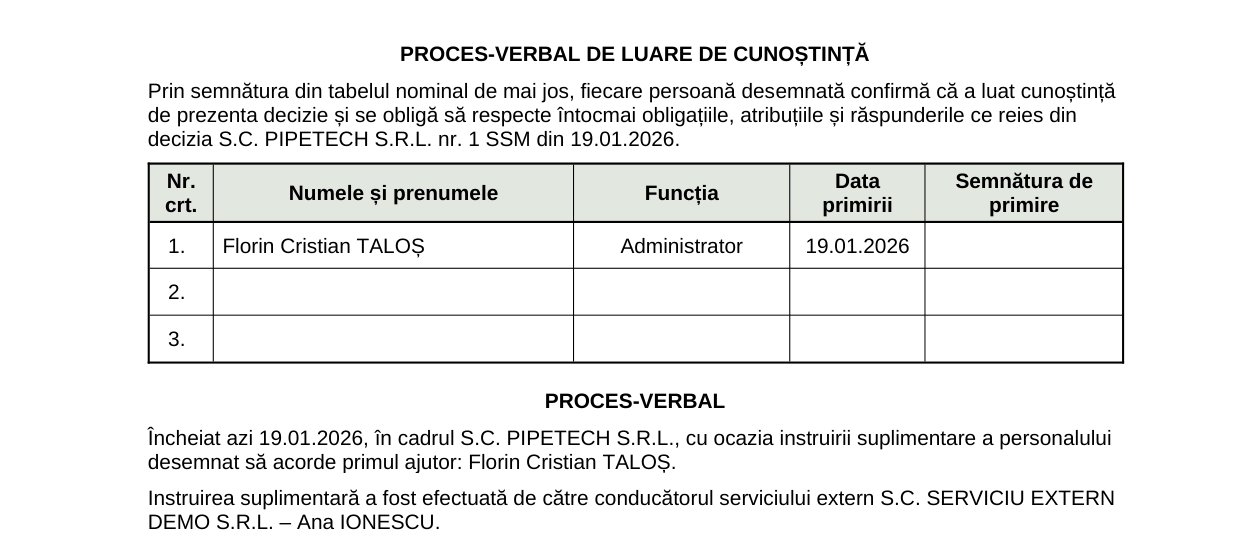 PROCES-VERBAL DE LUARE DE CUNOȘTINȚĂ
Prin semnătura din tabelul nominal de mai jos, fiecare persoană desemnată confirmă că a luat cunoștință
de prezenta decizie și se obligă să respecte întocmai obligațiile, atribuțiile și răspunderile ce reies din
decizia S.C. PIPETECH S.R.L. nr. 1 SSM din 19.01.2026.
Nr. crt. Numele și prenumele Funcția Data primirii Semnătura de primire
1. Florin Cristian TALOȘ Administrator 19.01.2026
2.
3.
PROCES-VERBAL
Încheiat azi 19.01.2026, în cadrul S.C. PIPETECH S.R.L., cu ocazia instruirii suplimentare a personalului
desemnat să acorde primul ajutor: Florin Cristian TALOȘ.
Instruirea suplimentară a fost efectuată de către conducătorul serviciului extern S.C. SERVICIU EXTERN
DEMO S.R.L. – Ana IONESCU.